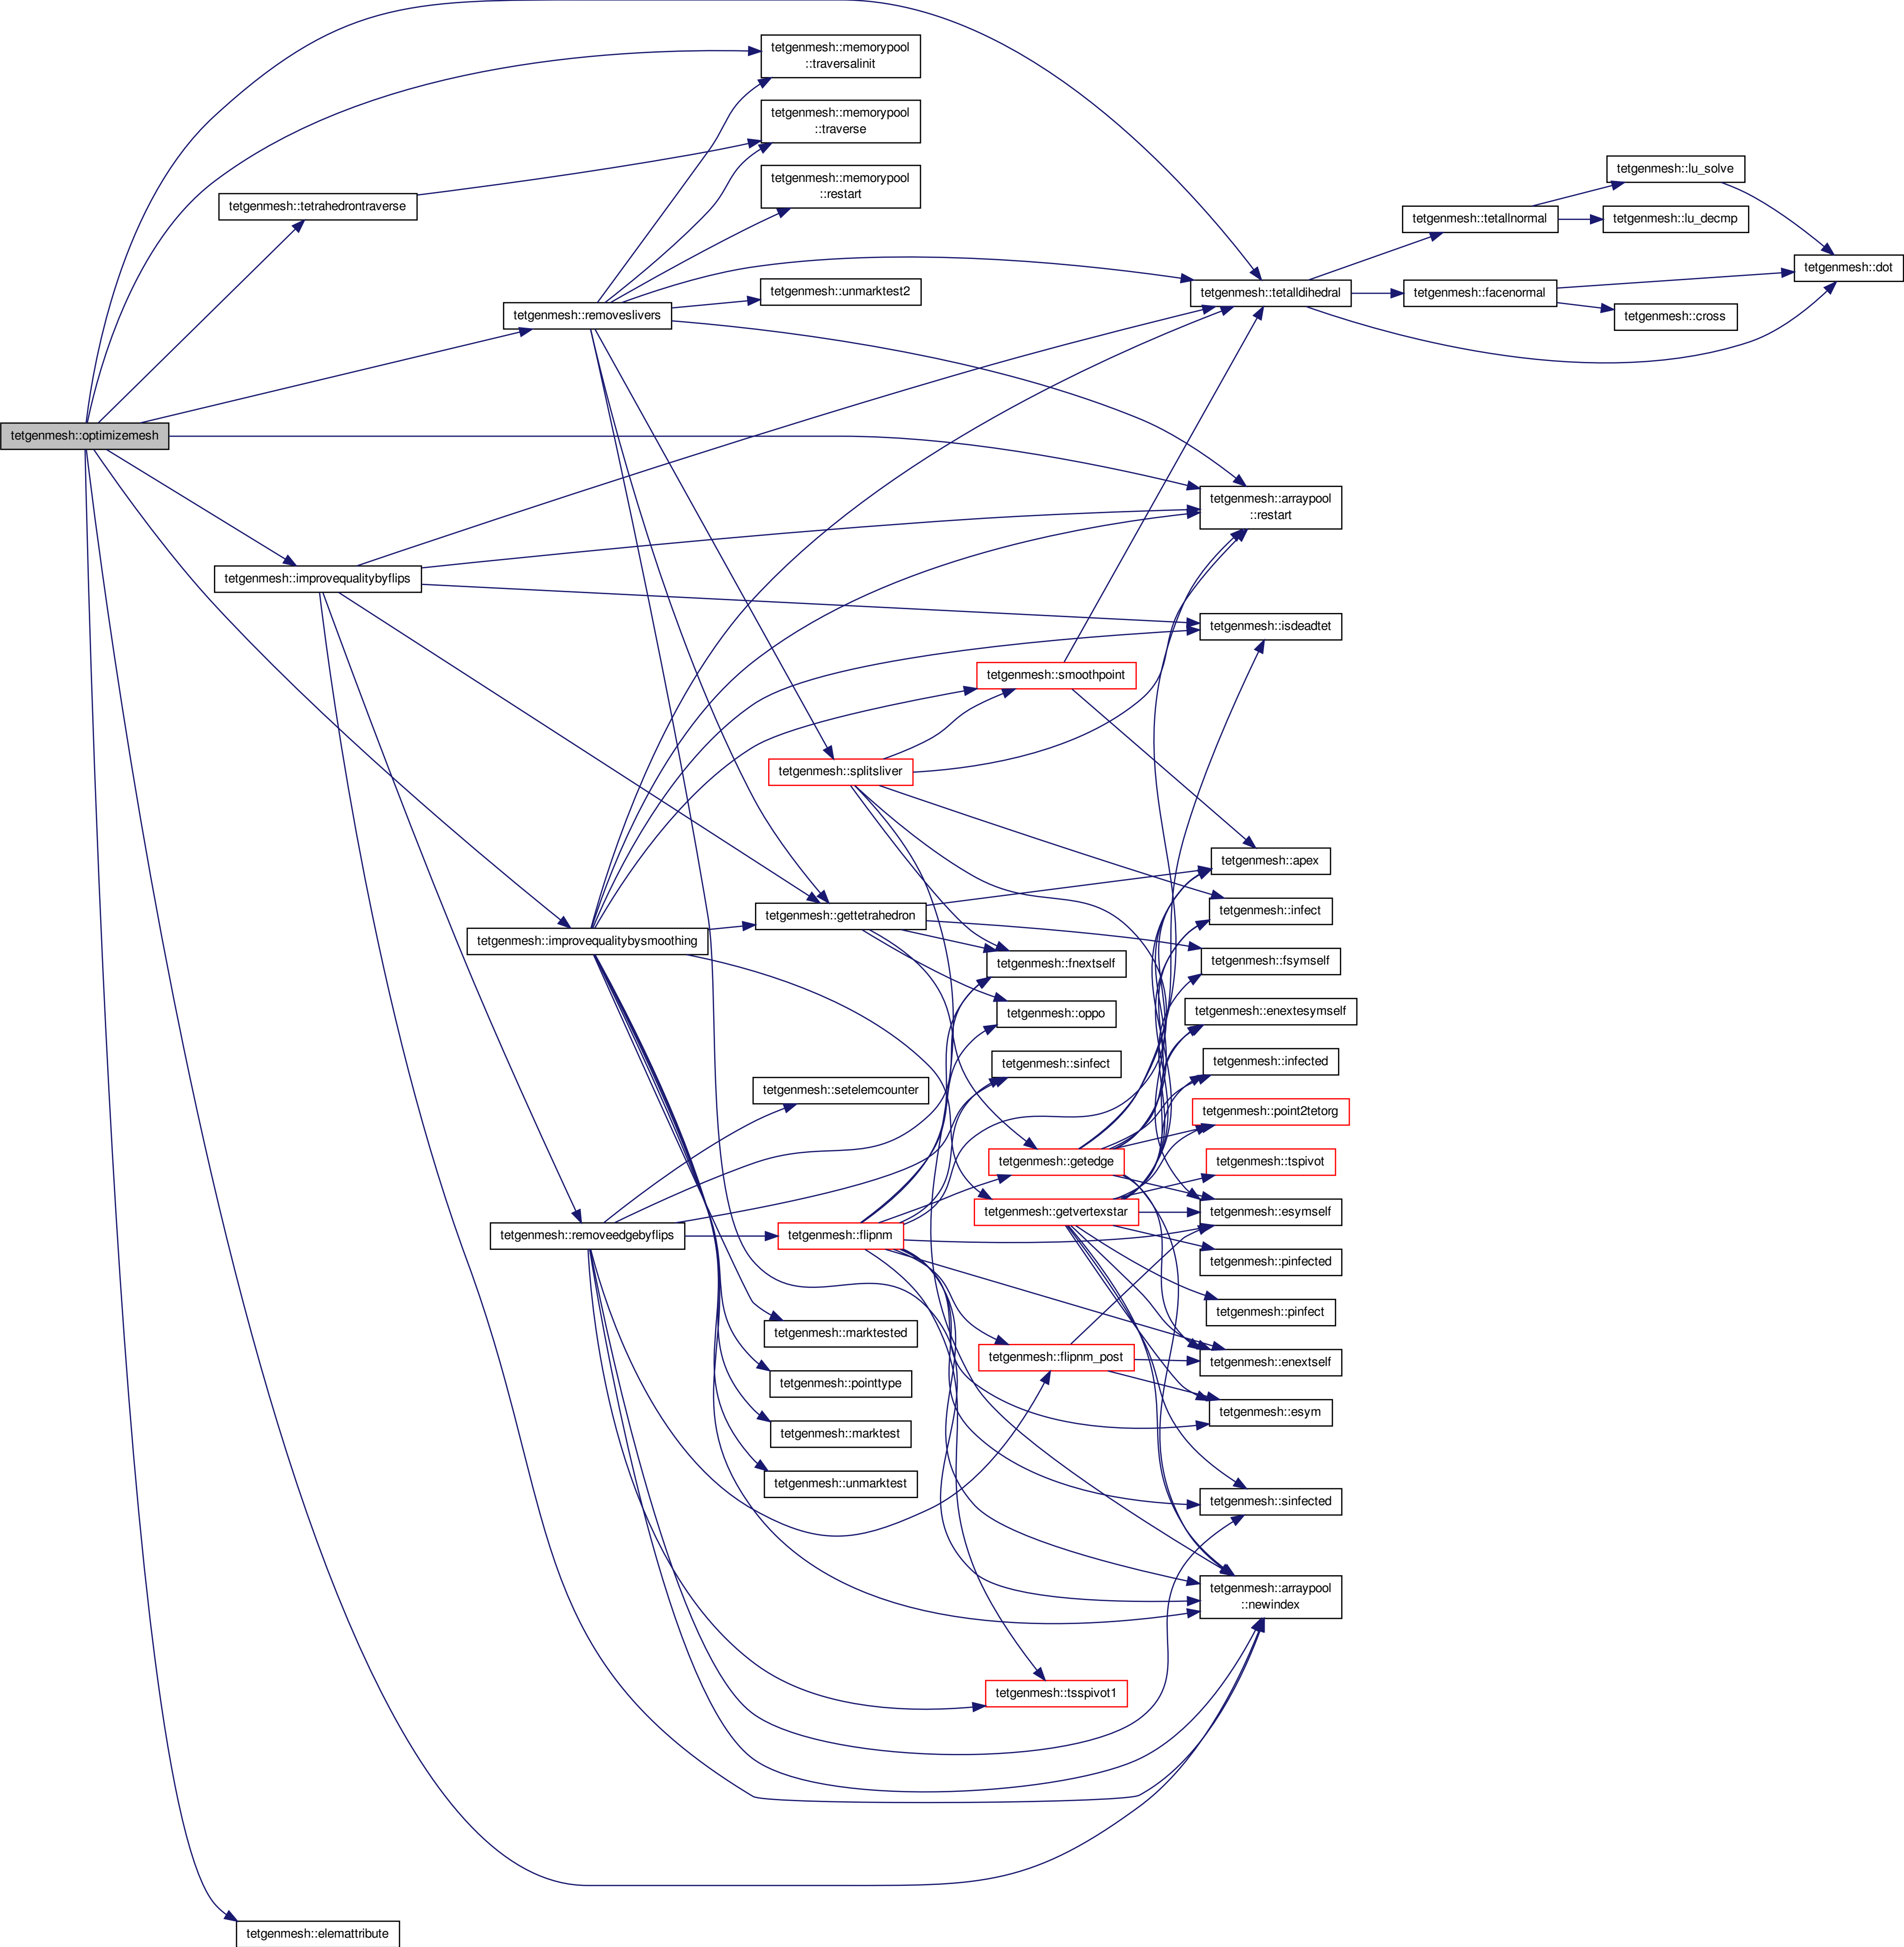 tetgenmesh::optimizemesh
tetgenmesh::tetrahedrontraverse
tetgenmesh::improvequalitybyflips
tetgenmesh::elemattribute
tetgenmesh::removeslivers
tetgenmesh::improvequalitybysmoothing
tetgenmesh::removeedgebyflips
tetgenmesh::memorypool
::traversalinit
tetgenmesh::memorypool
::traverse
tetgenmesh::memorypool
::restart
tetgenmesh::unmarktest2
tetgenmesh::splitsliver
tetgenmesh::gettetrahedron
tetgenmesh::setelemcounter
tetgenmesh::flipnm
tetgenmesh::marktested
tetgenmesh::pointtype
tetgenmesh::marktest
tetgenmesh::unmarktest
tetgenmesh::smoothpoint
tetgenmesh::fnextself
tetgenmesh::oppo
tetgenmesh::sinfect
tetgenmesh::getedge
tetgenmesh::getvertexstar
tetgenmesh::flipnm_post
tetgenmesh::tsspivot1
tetgenmesh::tetalldihedral
tetgenmesh::arraypool
::restart
tetgenmesh::isdeadtet
tetgenmesh::apex
tetgenmesh::infect
tetgenmesh::fsymself
tetgenmesh::enextesymself
tetgenmesh::infected
tetgenmesh::point2tetorg
tetgenmesh::tspivot
tetgenmesh::esymself
tetgenmesh::pinfected
tetgenmesh::pinfect
tetgenmesh::enextself
tetgenmesh::esym
tetgenmesh::sinfected
tetgenmesh::arraypool
::newindex
tetgenmesh::tetallnormal
tetgenmesh::facenormal
tetgenmesh::lu_solve
tetgenmesh::lu_decmp
tetgenmesh::cross
tetgenmesh::dot